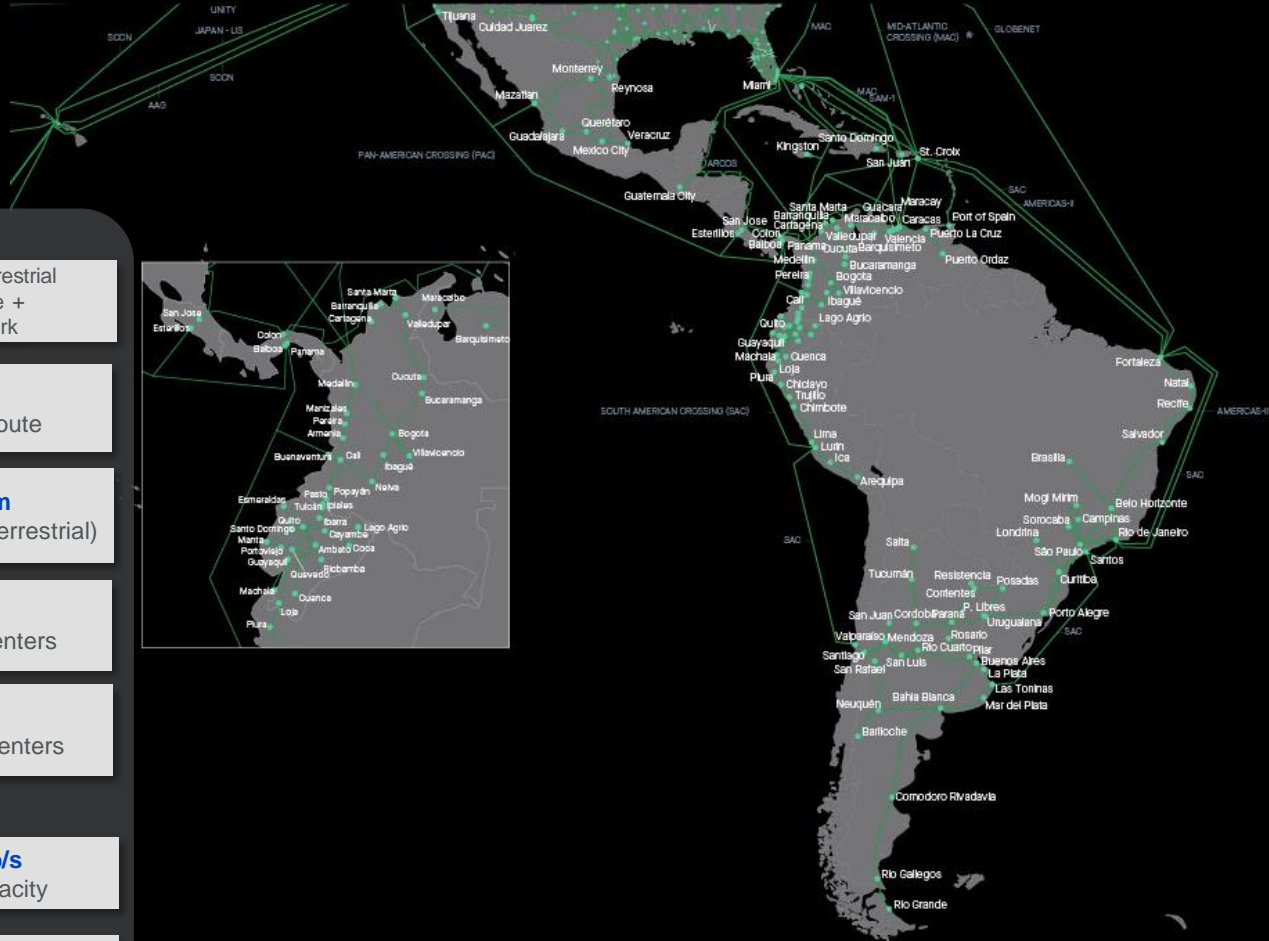 UNITY
JAPAN - US
SCCN
SCCN
AAG
PAN-AMERICAN CROSSING (PAC)
MAC
MID-ATLANTIC
CROSSING (MAC)
GLOBENET
MAC
SAM-1
ARCOS
SAC
AMERICAS-II
SOUTH AMERICAN CROSSING (SAC)
AMERICAS-II
SAC
SAC
SAC
Tijuana
Cuidad Juarez
Monterrey
Reynosa
Mazatlan
Querétaro
Guadalajara
Veracruz
Mexico City
Miami
Kingston
Santo Domingo
San Juan
St. Croix
Guatemala City
San Jose
Esterillos
Colon
Balboa
Panama
Santa Marta
Barranquilla
Cartagena
Guacara
Maracay
Maracaibo
Caracas
Port of Spain
Valledupar
Valencia
Puerto La Cruz
Cucuta
Barquisimeto
Medellin
Bucaramanga
Puerto Ordaz
Pereira
Bogota
Villavicencio
Cali
Ibagué
Quito
Lago Agrio
Guayaquil
Machala
Cuenca
Loja
Piura
Chiclayo
Trujillo
Chimbote
Lima
Lurin
Ica
Arequipa
Fortaleza
Natal
Recife
Salvador
Brasilia
Mogi Mirim
Belo Horizonte
Sorocaba
Campinas
Londrina
Rio de Janeiro
São Paulo
Santos
Salta
Tucumán
Resistencia
Posadas
Curitiba
Corrientes
P. Libres
San Juan
Cordoba
Paraná
Uruguaiana
Porto Alegre
Valparaíso
Mendoza
Rosario
Rio Cuarto
Pilar
Santiago
San Luis
Buenos Aires
San Rafael
La Plata
Las Toninas
Neuquén
Bahia Blanca
Mar del Plata
Bariloche
Comodoro Rivadavia
Rio Gallegos
Rio Grande
San Jose
Esterillos
Colon
Balboa
Panama
Santa Marta
Barranquilla
Cartagena
Maracaibo
Valledupar
Barquisimeto
Medellin
Cucuta
Bucaramanga
Manizales
Pereira
Armenia
Bogota
Buenaventura
Cali
Villavicencio
Ibagué
Neiva
Popayán
Pasto
Ipiales
Esmeraldas
Tulcán
Quito
Ibarra
Santo Domingo
Cayambe
Lago Agrio
Manta
Portoviejo
Ambato
Coca
Guyaquil
Riobamba
Quevedo
Machala
Cuenca
Loja
Piura
restrial
e +
rk
oute
m
errestrial)
enters
enters
/s
acity